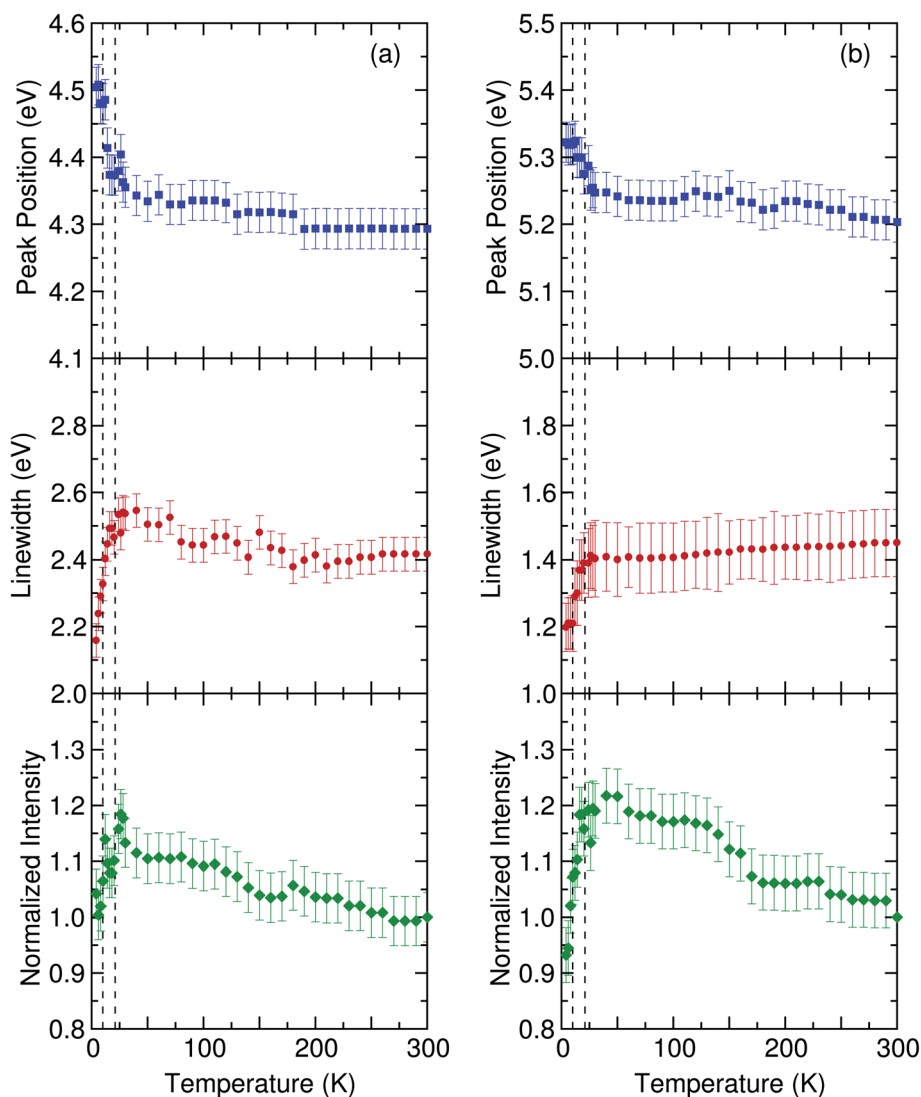 (a)
Peak Position (eV)
4.6
4.5
4.4
4.3
4.2
4.1
Linewidth (eV)
2.8
2.6
2.4
2.2
2.0
Normalized Intensity
1.3
1.2
1.1
1.0
0.9
0.8
0 100 200 300
Temperature (K)
(b)
Peak Position (eV)
5.5
5.4
5.3
5.2
5.1
5.0
Linewidth (eV)
1.8
1.6
1.4
1.2
1.0
Normalized Intensity
1.3
1.2
1.1
1.0
0.9
0.8
0 100 200 300
Temperature (K)